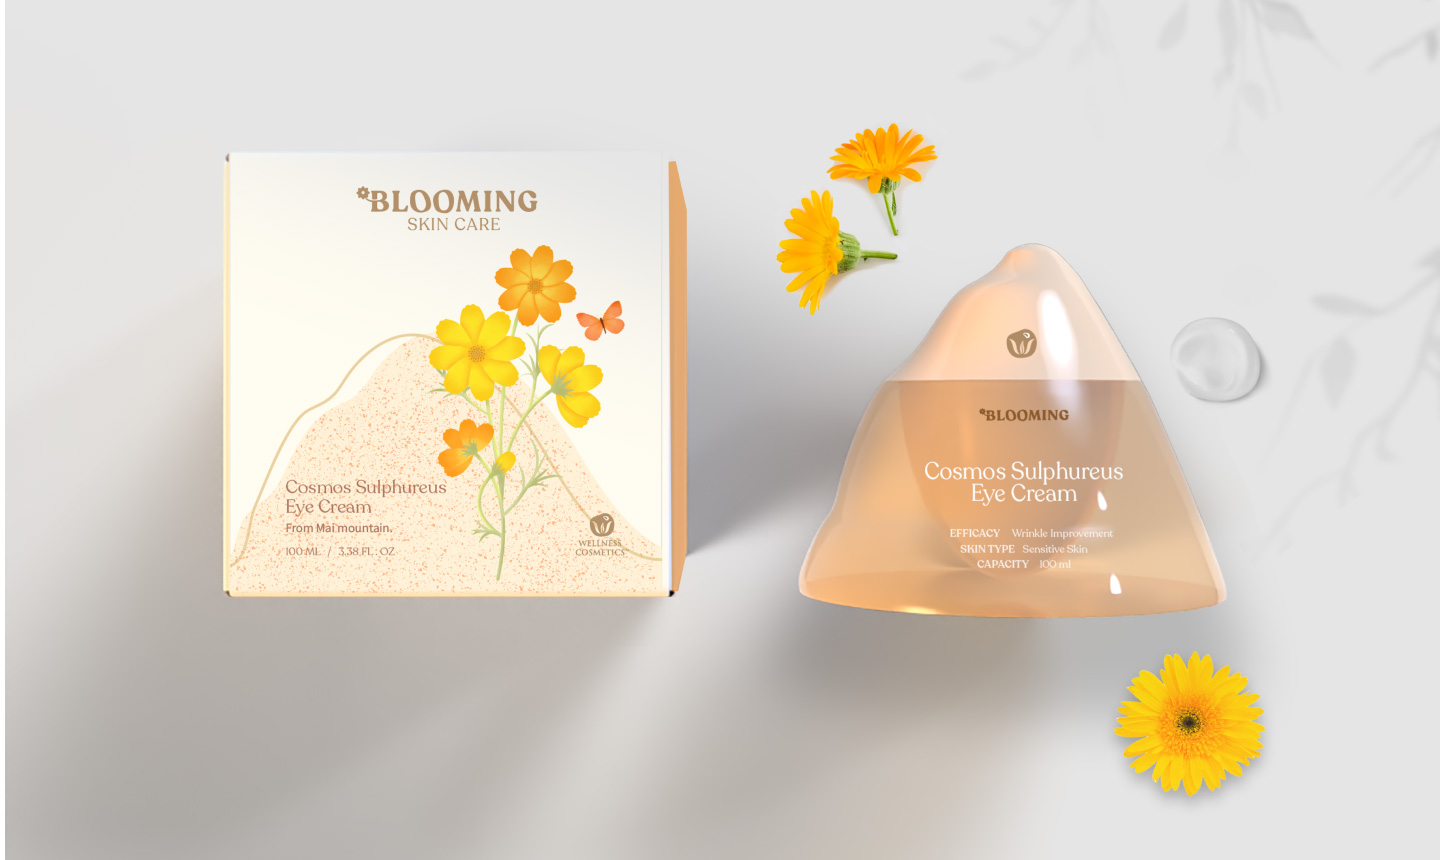 BLOOMING
SKIN CARE
Cosmos Sulphureus
Eye Cream
From Mai mountain.
100 ML / 3.38 FL : OZ
WELLNESS
COSMETICS
BLOOMING
Cosmos Sulphureus
Eye Cream
EFFICACY Wrinkle Improvement
SKIN TYPE Sensitive Skin
CAPACITY 100 ml